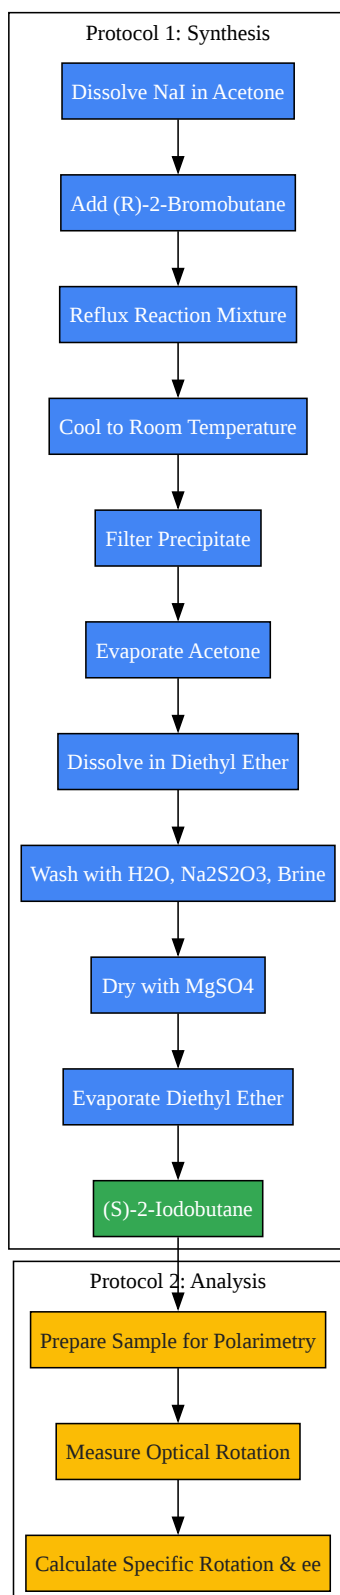 Protocol 1: Synthesis
Dissolve NaI in Acetone
Add (R)-2-Bromobutane
Reflux Reaction Mixture
Cool to Room Temperature
Filter Precipitate
Evaporate Acetone
Dissolve in Diethyl Ether
Wash with H2O, Na2S2O3, Brine
Dry with MgSO4
Evaporate Diethyl Ether
(S)-2-Iodobutane
Protocol 2: Analysis
Prepare Sample for Polarimetry
Measure Optical Rotation
Calculate Specific Rotation & ee